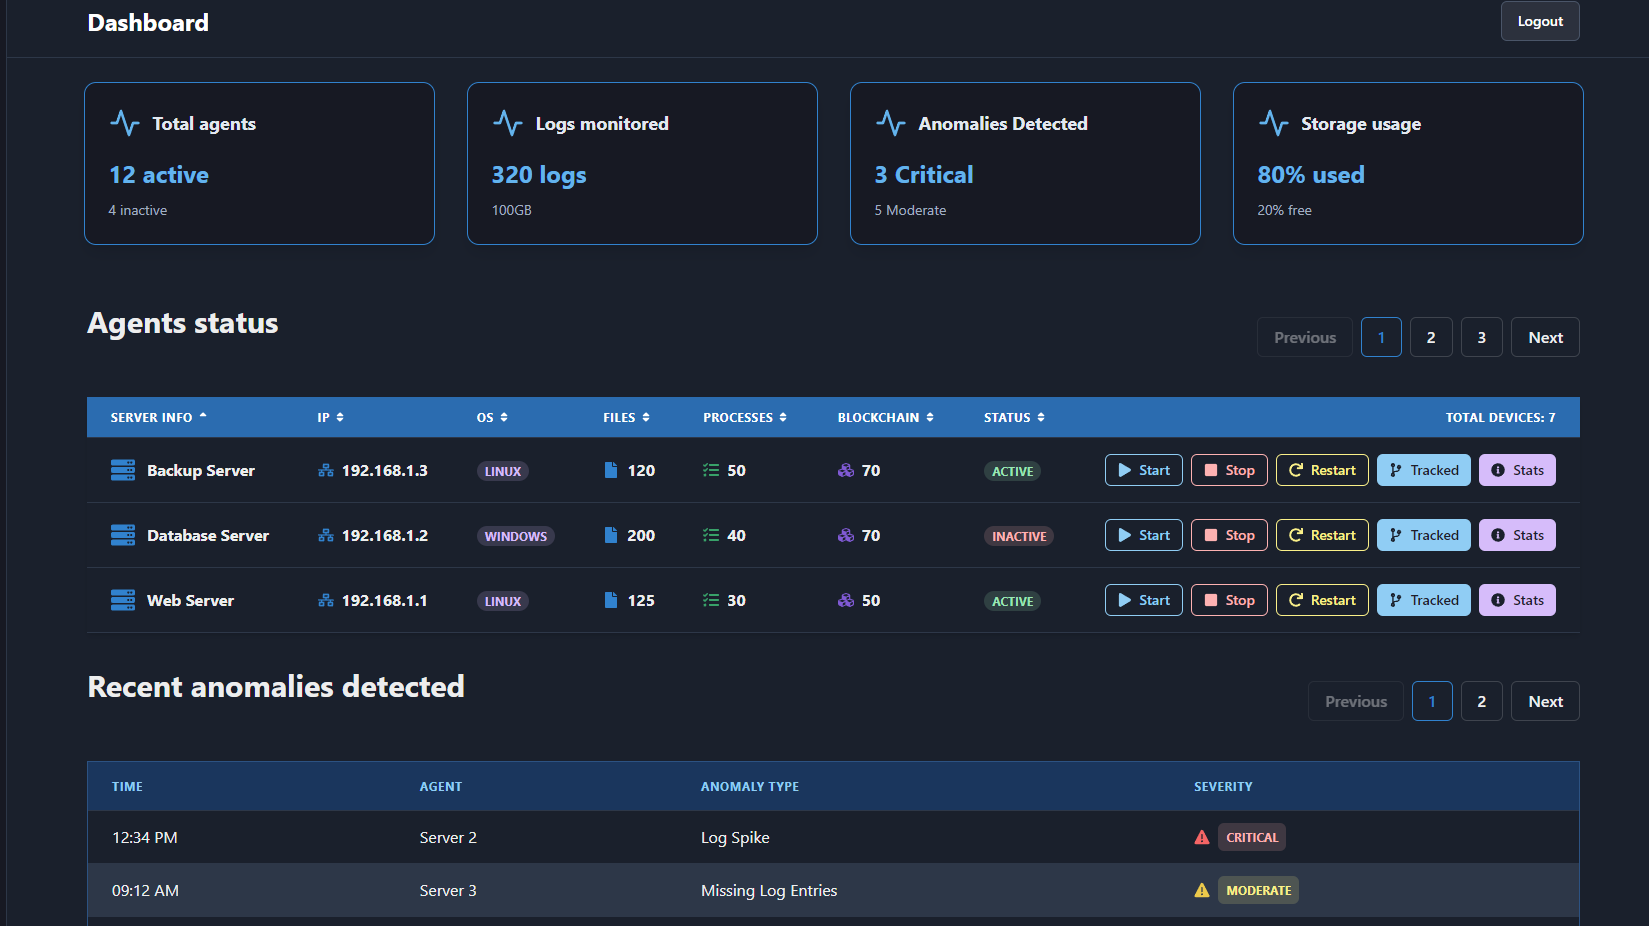 Dashboard
Logout
Total agents
12 active
4 inactive
Logs monitored
320 logs
100GB
Anomalies Detected
3 Critical
5 Moderate
Storage usage
80% used
20% free
Agents status
Previous 1 2 3 Next
SERVER INFO IP OS FILES PROCESSES BLOCKCHAIN STATUS TOTAL DEVICES: 7
Backup Server 192.168.1.3 LINUX 120 50 70 ACTIVE Start Stop Restart Tracked Stats
Database Server 192.168.1.2 WINDOWS 200 40 70 INACTIVE Start Stop Restart Tracked Stats
Web Server 192.168.1.1 LINUX 125 30 50 ACTIVE Start Stop Restart Tracked Stats
Recent anomalies detected
Previous 1 2 Next
TIME AGENT ANOMALY TYPE SEVERITY
12:34 PM Server 2 Log Spike CRITICAL
09:12 AM Server 3 Missing Log Entries MODERATE